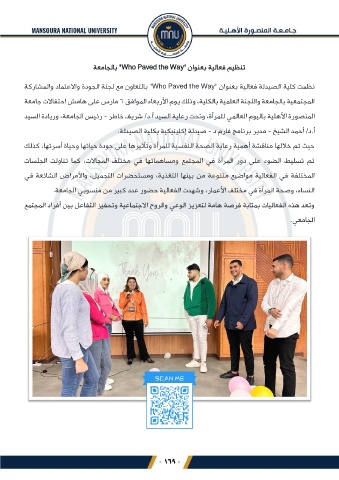 MANSOURA NATIONAL UNIVERSITY
جـامـعـة المنصـورة الأهـلـيـة
تنظيم فعالية بعنوان "Who Paved the Way" بالجامعة
نظمت كلية الصيدلة فعالية بعنوان "Who Paved the Way" بالتعاون مع لجنة الجودة والاعتماد والمشاركة
المجتمعية بالجامعة واللجنة العلمية بالكلية، وذلك يوم الأربعاء الموافق ٦ مارس على هامش احتفالات جامعة
المنصورة الأهلية باليوم العالمي للمرأة، وتحت رعاية السيد أ.د/ شريف خاطر - رئيس الجامعة، وريادة السيد
أ.د/ أحمد الشيخ - مدير برنامج فارم د - صيدلة إكلينيكية بكلية الصيدلة.
حيث تم خلالها مناقشة أهمية رعاية الصحة النفسية للمرأة وتأثيرها على جودة حياتها وحياة أسرتها، كذلك
تم تسليط الضوء على دور المرأة في المجتمع ومساهماتها في مختلف المجالات، كما تناولت الجلسات
المختلفة في الفعالية مواضيع متنوعة من بينها التغذية، ومستحضرات التجميل، والأمراض الشائعة في
النساء، وصحة المرأة في مختلف الأعمار، وشهدت الفعالية حضور عدد كبير من منسوبي الجامعة.
وتعد هذه الفعاليات بمثابة فرصة هامة لتعزيز الوعي والروح الاجتماعية وتحفيز التفاعل بين أفراد المجتمع
الجامعي.
Thank You
SCAN ME
- ١٦٩ -